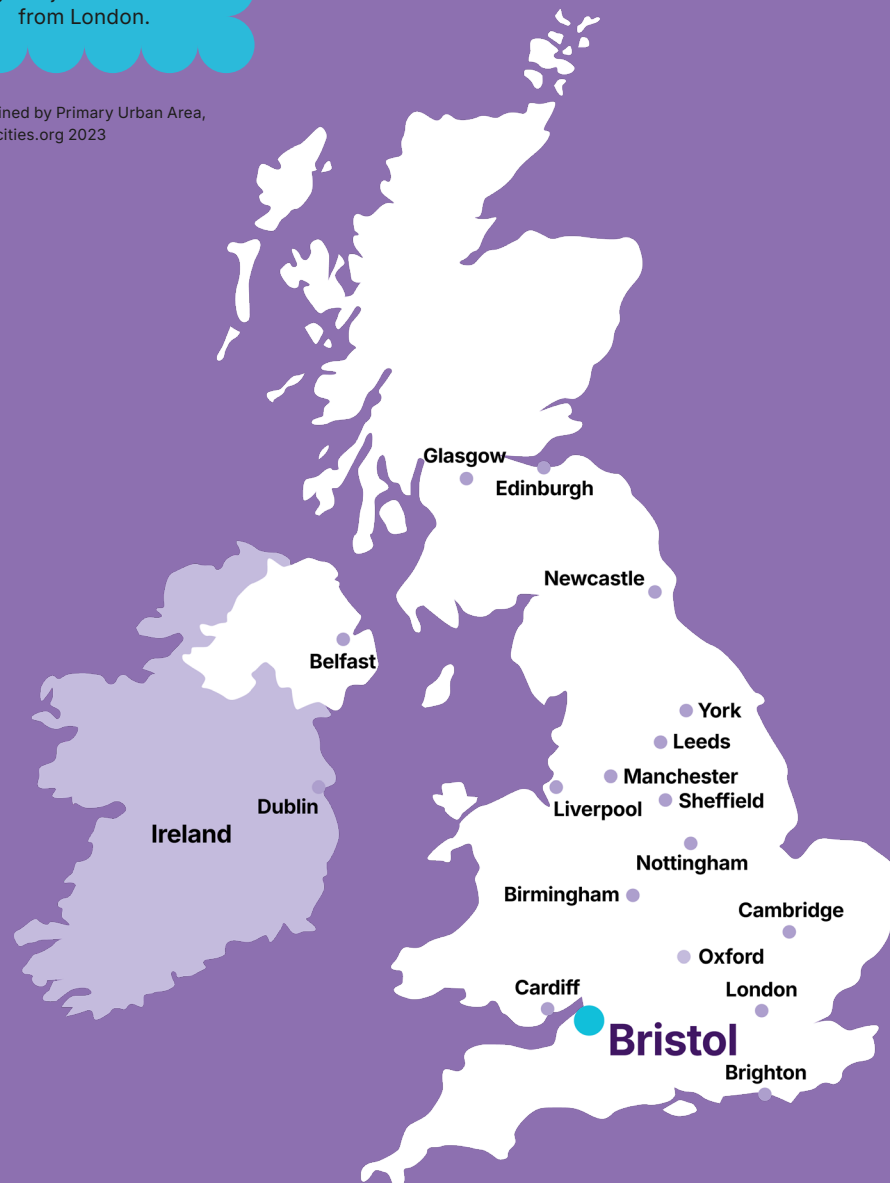 from London.
by Primary Urban Area,
cities.org 2023
Glasgow
Edinburgh
Newcastle
Belfast
York
Leeds
Manchester
Liverpool
Sheffield
Dublin
Ireland
Nottingham
Birmingham
Cambridge
Oxford
London
Cardiff
Bristol
Brighton